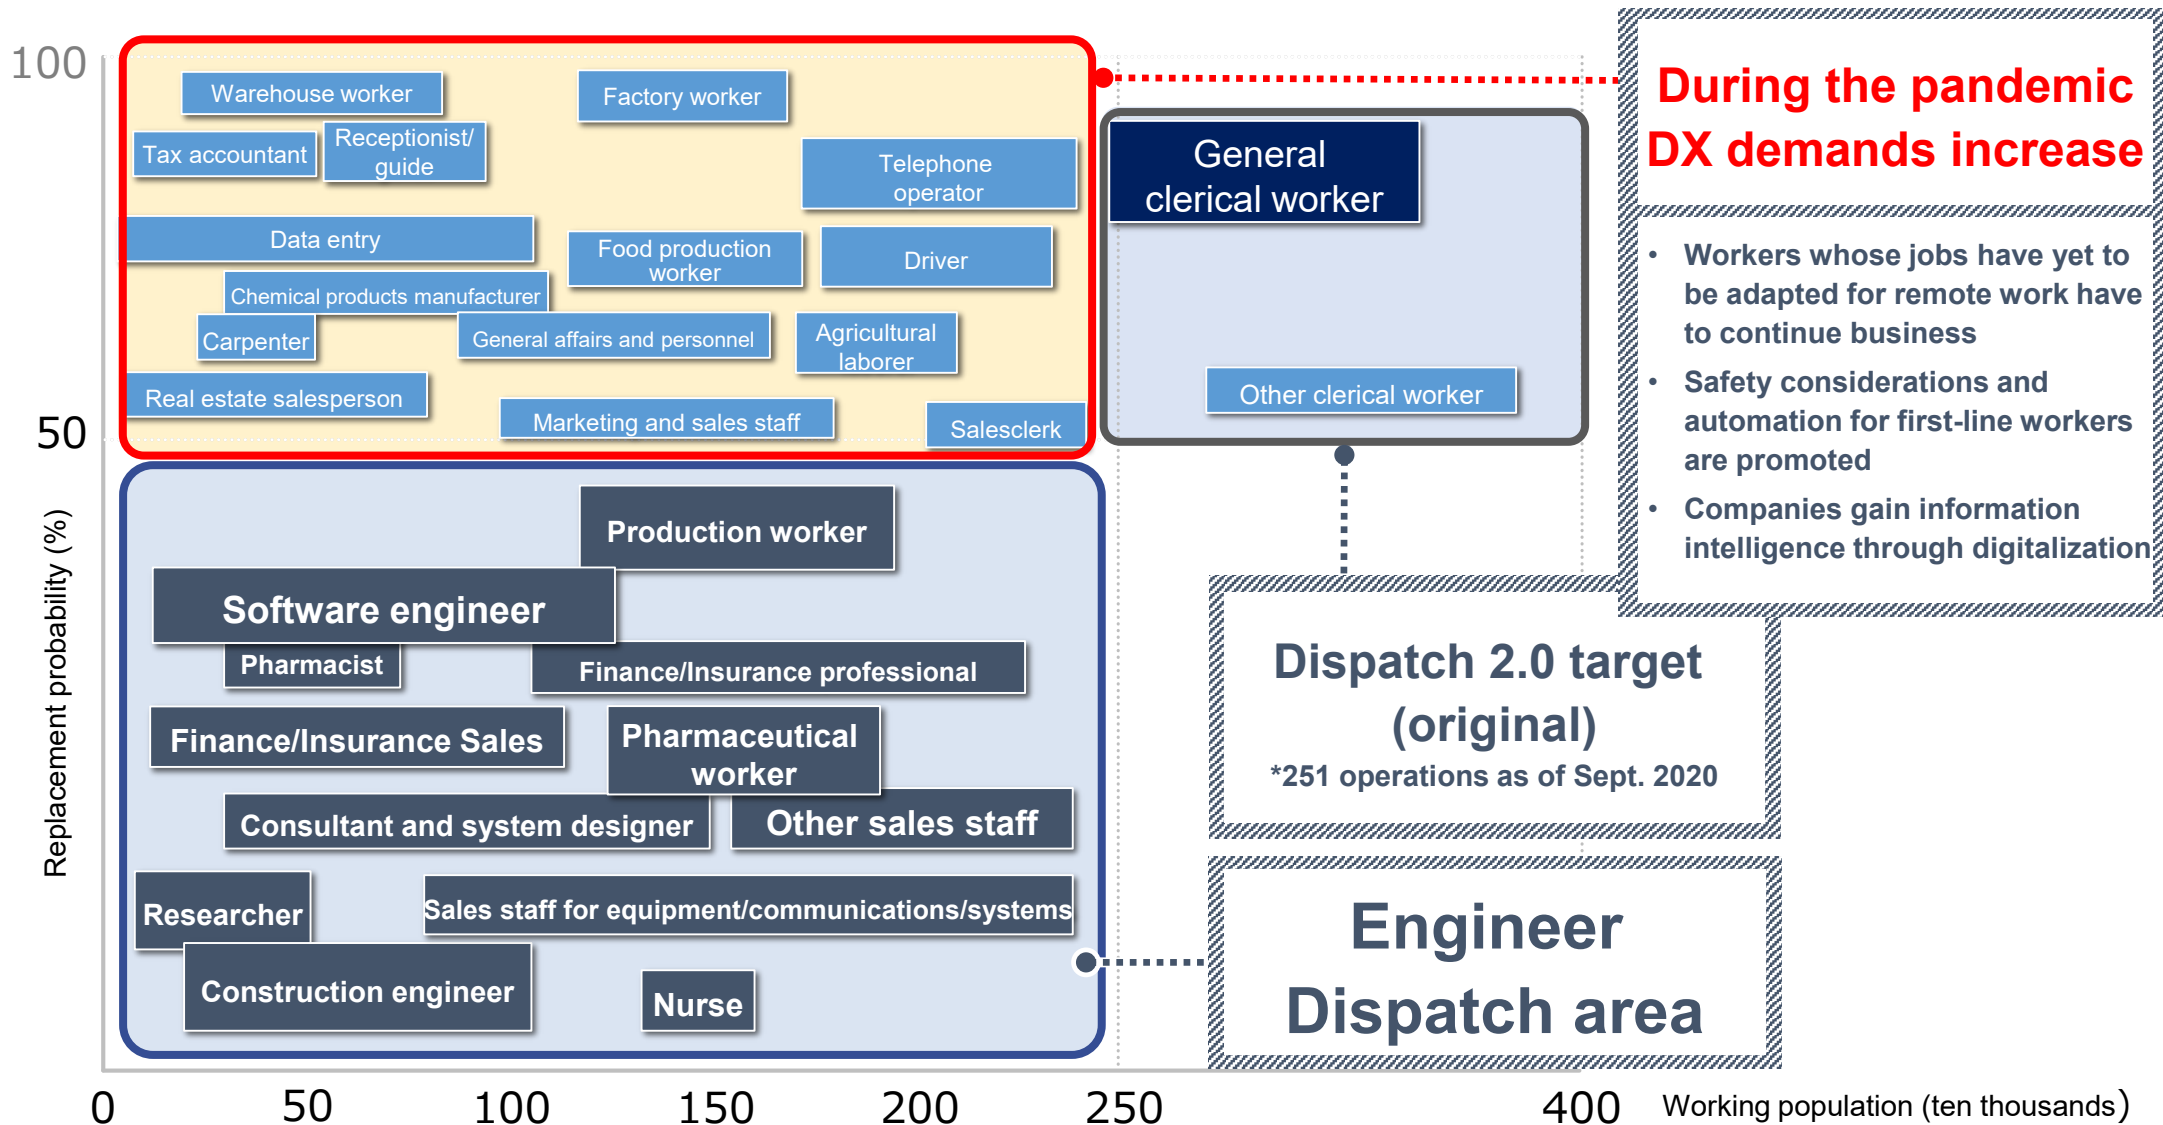 100
50
Replacement probability (%)
Warehouse worker
Factory worker
Tax accountant
Receptionist/
guide
Telephone
operator
Data entry
Food production
worker
Driver
Chemical products manufacturer
Carpenter
General affairs and personnel
Agricultural
laborer
Real estate salesperson
Marketing and sales staff
Salesclerk
General
clerical worker
Other clerical worker
During the pandemic
DX demands increase
• Workers whose jobs have yet to
be adapted for remote work have
to continue business
• Safety considerations and
automation for first-line workers
are promoted
• Companies gain information
intelligence through digitalization
Production worker
Software engineer
Pharmacist
Finance/Insurance professional
Finance/Insurance Sales
Pharmaceutical
worker
Consultant and system designer
Other sales staff
Researcher
Sales staff for equipment/communications/systems
Construction engineer
Nurse
Dispatch 2.0 target
(original)
*251 operations as of Sept. 2020
Engineer
Dispatch area
0 50 100 150 200 250 400 Working population (ten thousands)